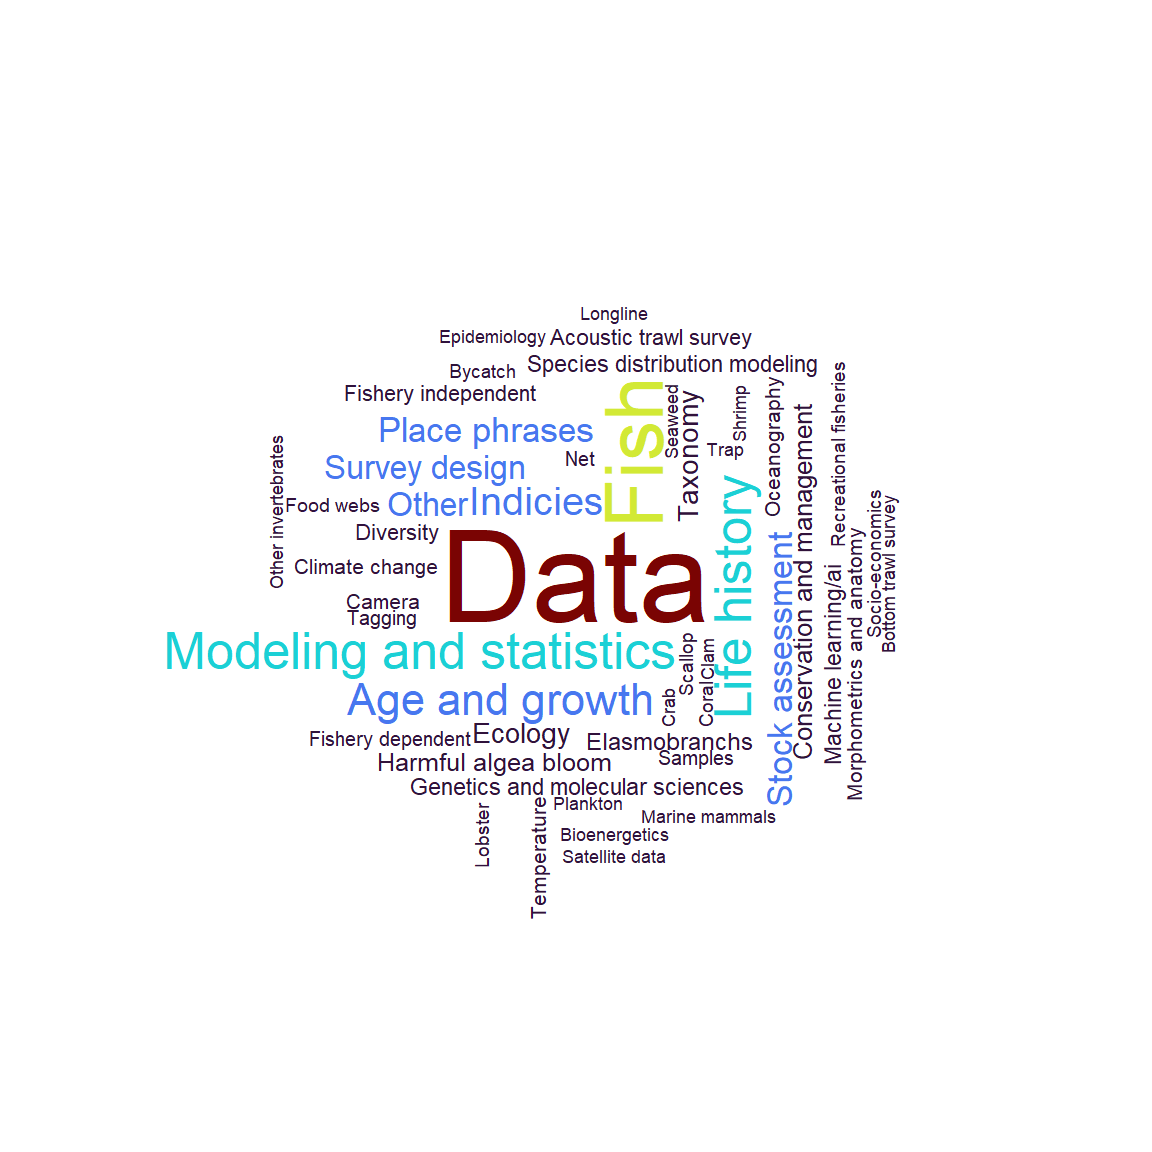 Longline
Epidemiology
Acoustic trawl survey
Species distribution modeling
Bycatch
Fishery independent
Place phrases
Fish
Seaweed
Taxonomy
Shrimp
Trap
Oceanography
Conservation and management
Recreational fisheries
Survey design
Net
Other invertebrates
Food webs
Other
Indicies
Diversity
Data
Life history
Stock assessment
Machine learning/ai
Morphometrics and anatomy
Socio-economics
Bottom trawl survey
Climate change
Camera
Tagging
Modeling and statistics
Scallop
Clam
Coral
Crab
Age and growth
Fishery dependent
Ecology
Elasmobranchs
Samples
Harmful algea bloom
Genetics and molecular sciences
Plankton
Marine mammals
Lobster
Temperature
Bioenergetics
Satellite data